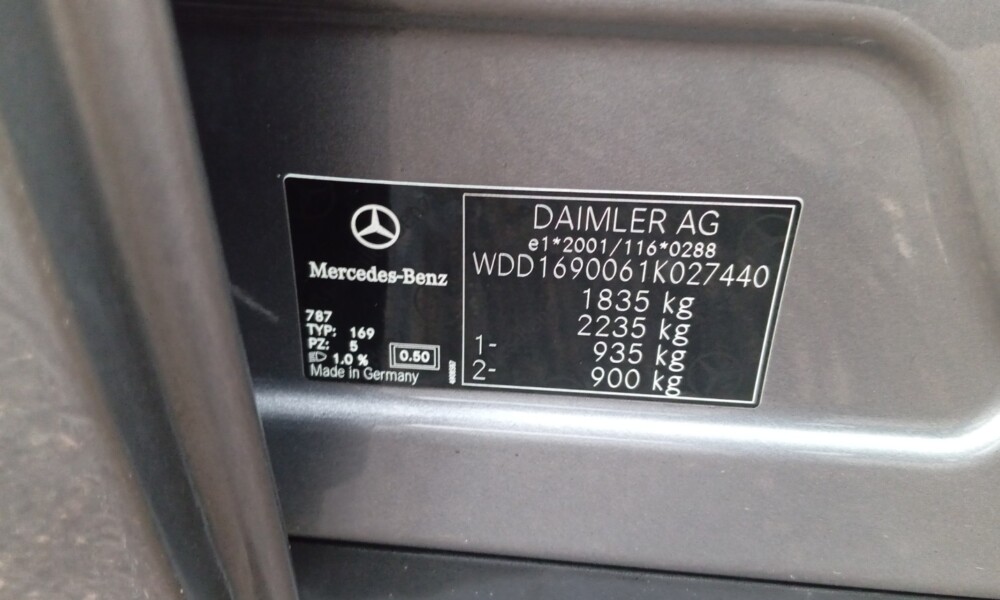 Mercedes-Benz
787
TYP: 169
PZ: 5
1.0 %
0.50
Made in Germany
DAIMLER AG
e1*2001/116*0288
WDD1690061K027440
1835 kg
2235 kg
1- 935 kg
2- 900 kg